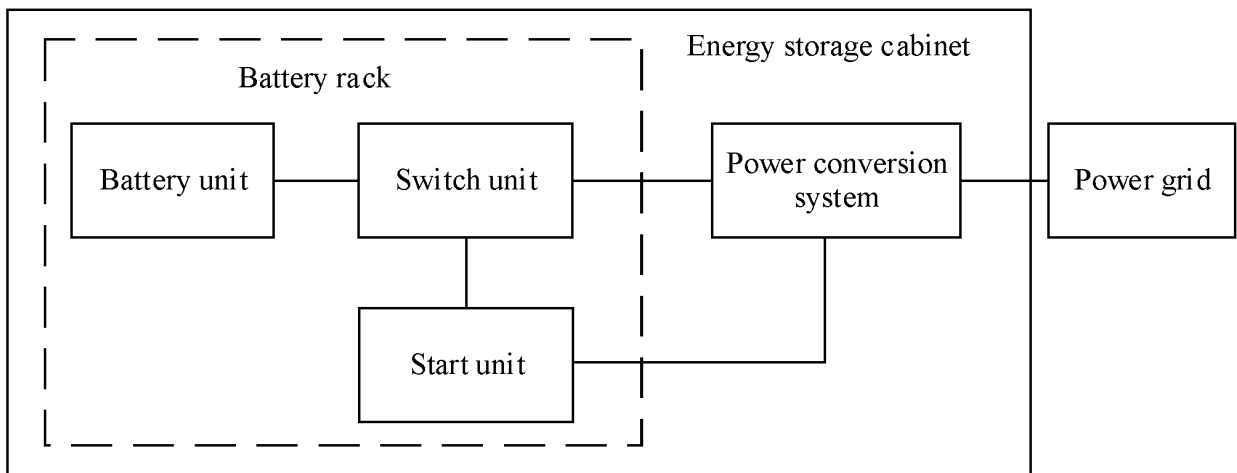 Energy storage cabinet
Battery rack
Battery unit
Switch unit
Power conversion
system
Power grid
Start unit